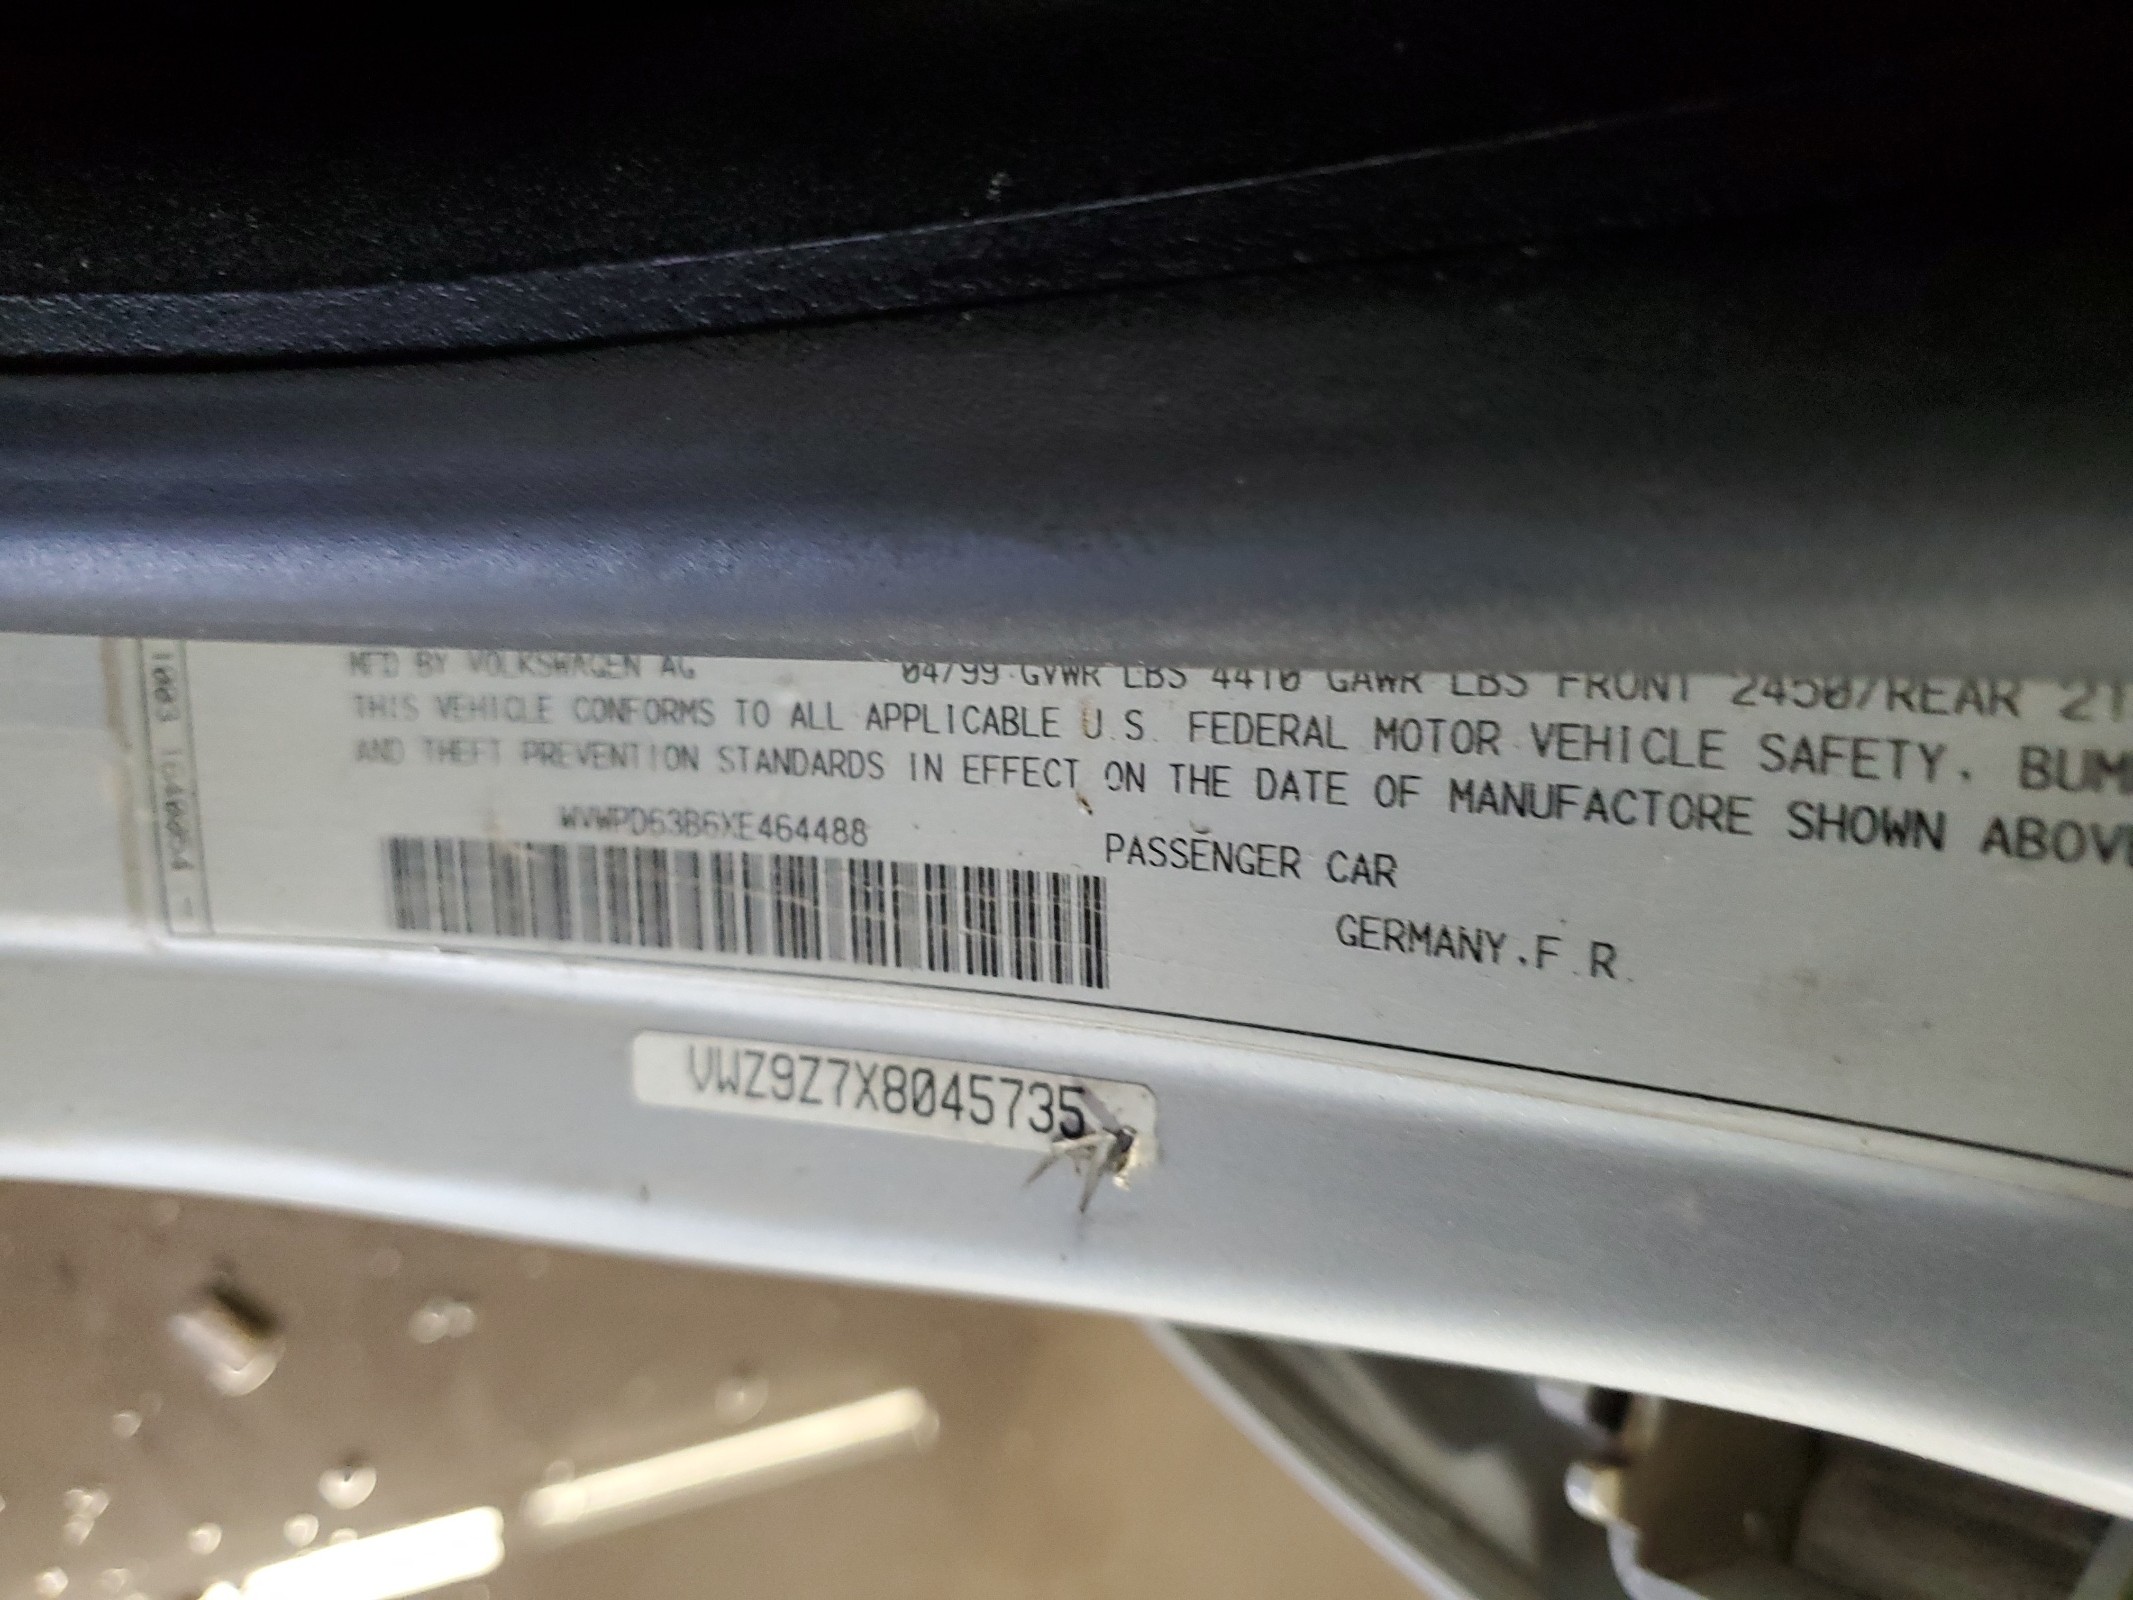 MFD BY VOLKSWAGEN AG 04/99 GVWR LBS 4410 GAWR LBS FRONT 2450/REAR 21
THIS VEHICLE CONFORMS TO ALL APPLICABLE U.S. FEDERAL MOTOR VEHICLE SAFETY. BUM
AND THEFT PREVENTION STANDARDS IN EFFECT ON THE DATE OF MANUFACTORE SHOWN ABOVE
WVWPD63B6XE464488
PASSENGER CAR
GERMANY.F.R.
VWZ9Z7X8045735